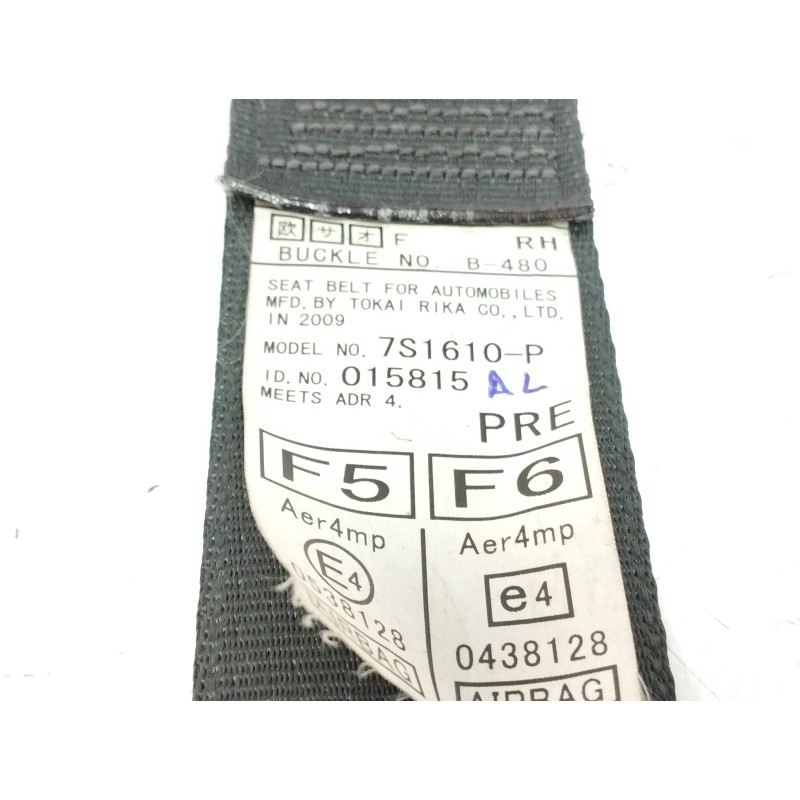 欧 サ オ F RH
BUCKLE NO. B-480
SEAT BELT FOR AUTOMOBILES
MFD. BY TOKAI RIKA CO., LTD.
IN 2009
MODEL NO. 7S1610-P
ID. NO. 015815 AL
MEETS ADR 4.
PRE
F5 F6
Aer4mp Aer4mp
E4 e4
0638128 0438128
AIRBAG AIRBAG